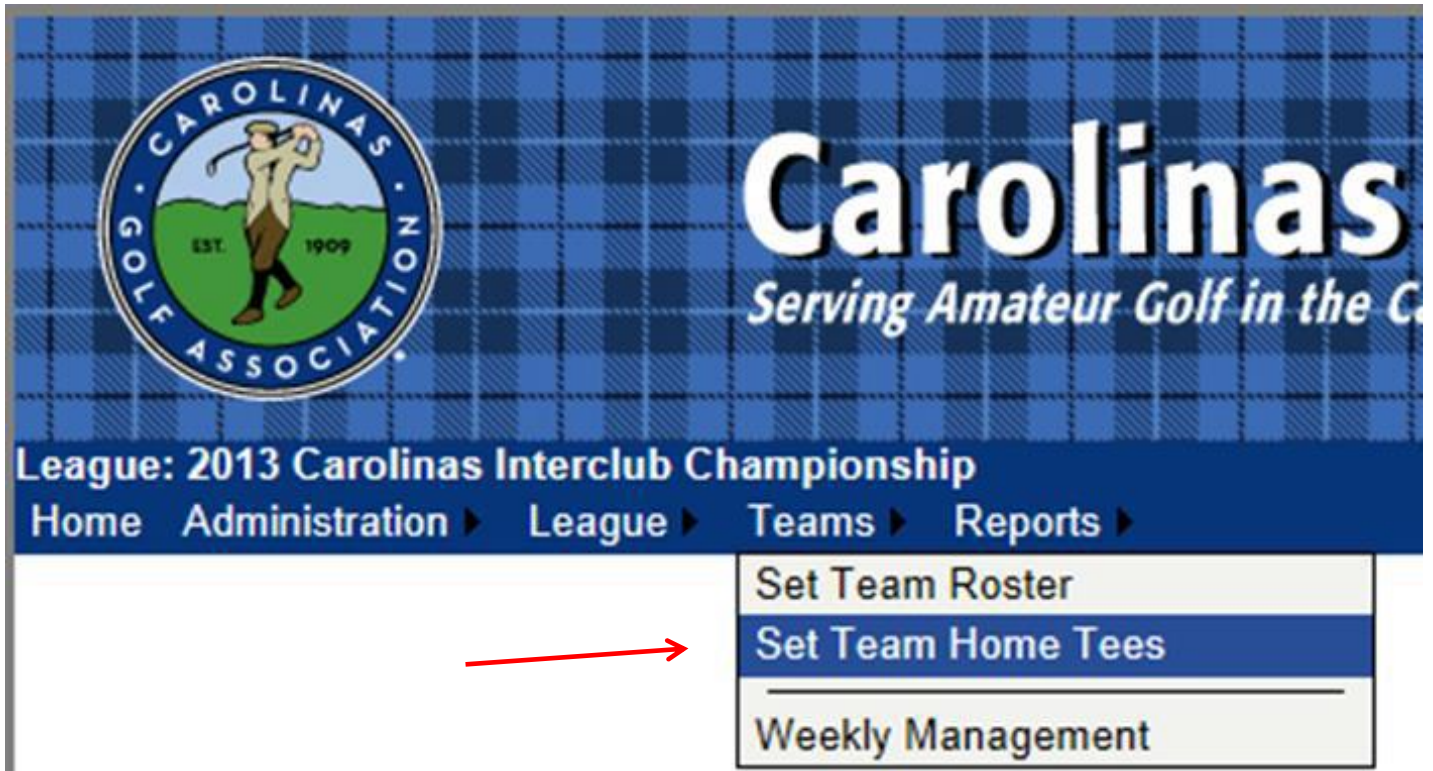 CAROLINAS
GOLF ASSOCIATION
EST. 1909
Carolinas
Serving Amateur Golf in the
League: 2013 Carolinas Interclub Championship
Home Administration League Teams Reports
Set Team Roster
Set Team Home Tees
Weekly Management